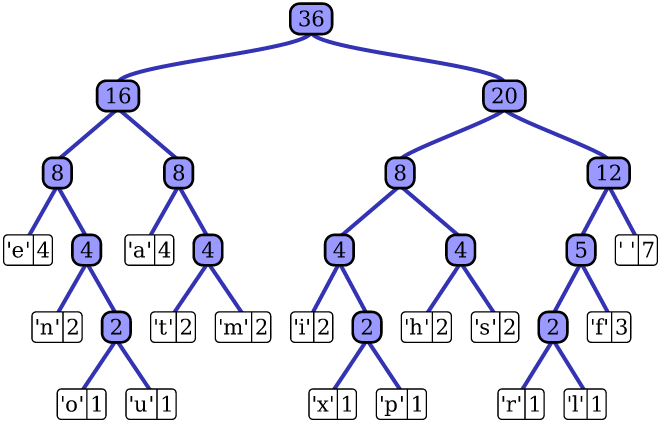 36
16 20
8 8 8 12
'e' 4 4 'a' 4 4 4 4 5 ' ' 7
'n' 2 2 't' 2 'm' 2 'i' 2 2 'h' 2 's' 2 2 'f' 3
'o' 1 'u' 1 'x' 1 'p' 1 'r' 1 'l' 1